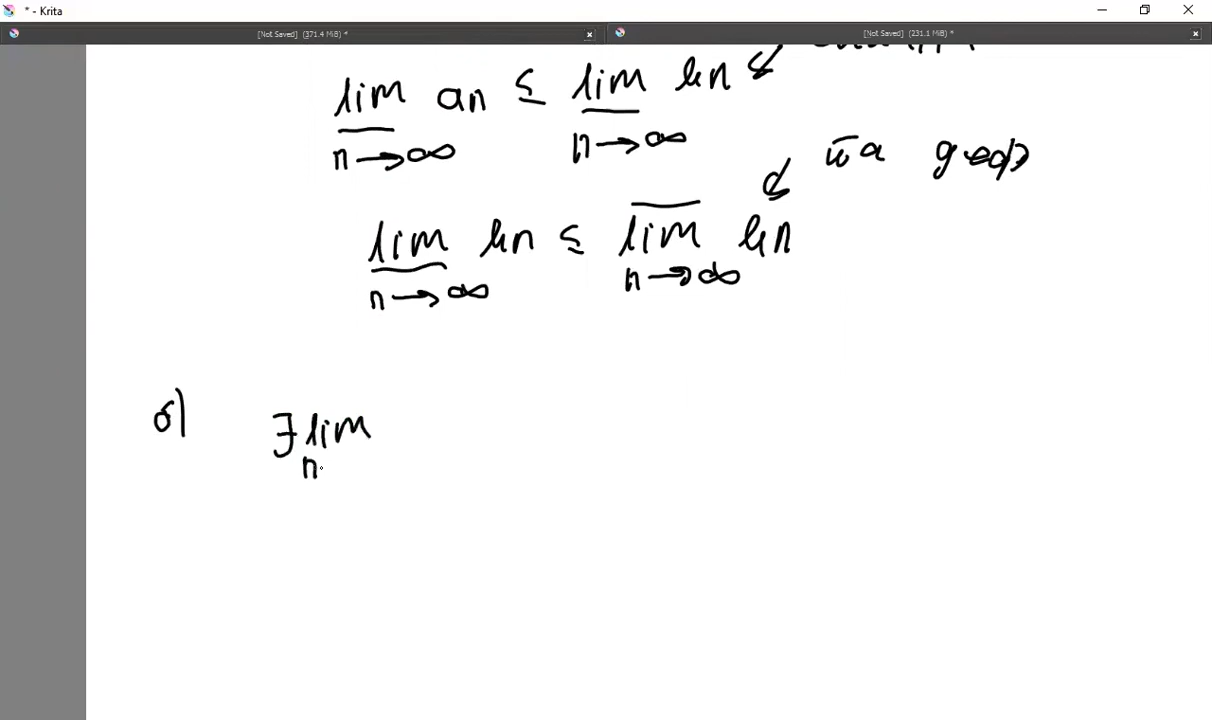 * - Krita
[Not Saved] (371.4 MiB) * [Not Saved] (231.1 MiB) *
lim an ≤ lim bn
n→∞ n→∞
lim bn ≤ lim bn
n→∞ n→∞
б) ∃ lim
n